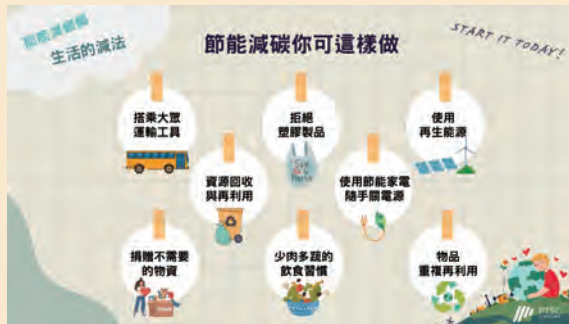 節能減碳愛
生活的減法
節能減碳你可這樣做
START IT TODAY!
搭乘大眾
運輸工具
拒絕
塑膠製品
使用
再生能源
資源回收
與再利用
使用節能家電
隨手關電源
捐贈不需要
的物資
少肉多蔬的
飲食習慣
物品
重複再利用